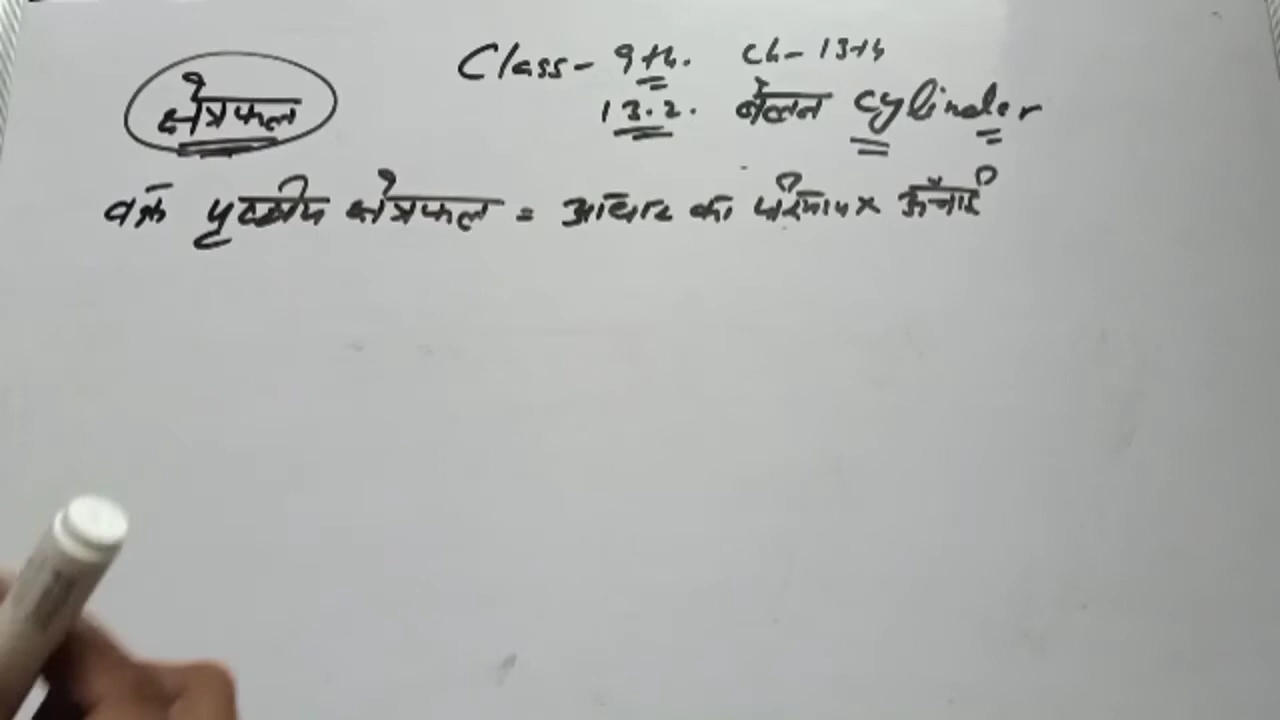 Class - 9th. Ch - 13th
क्षेत्रफल
13.2. बेलन cylinder
वक्र पृष्ठीय क्षेत्रफल = आधार का परिमाप × ऊँचाई